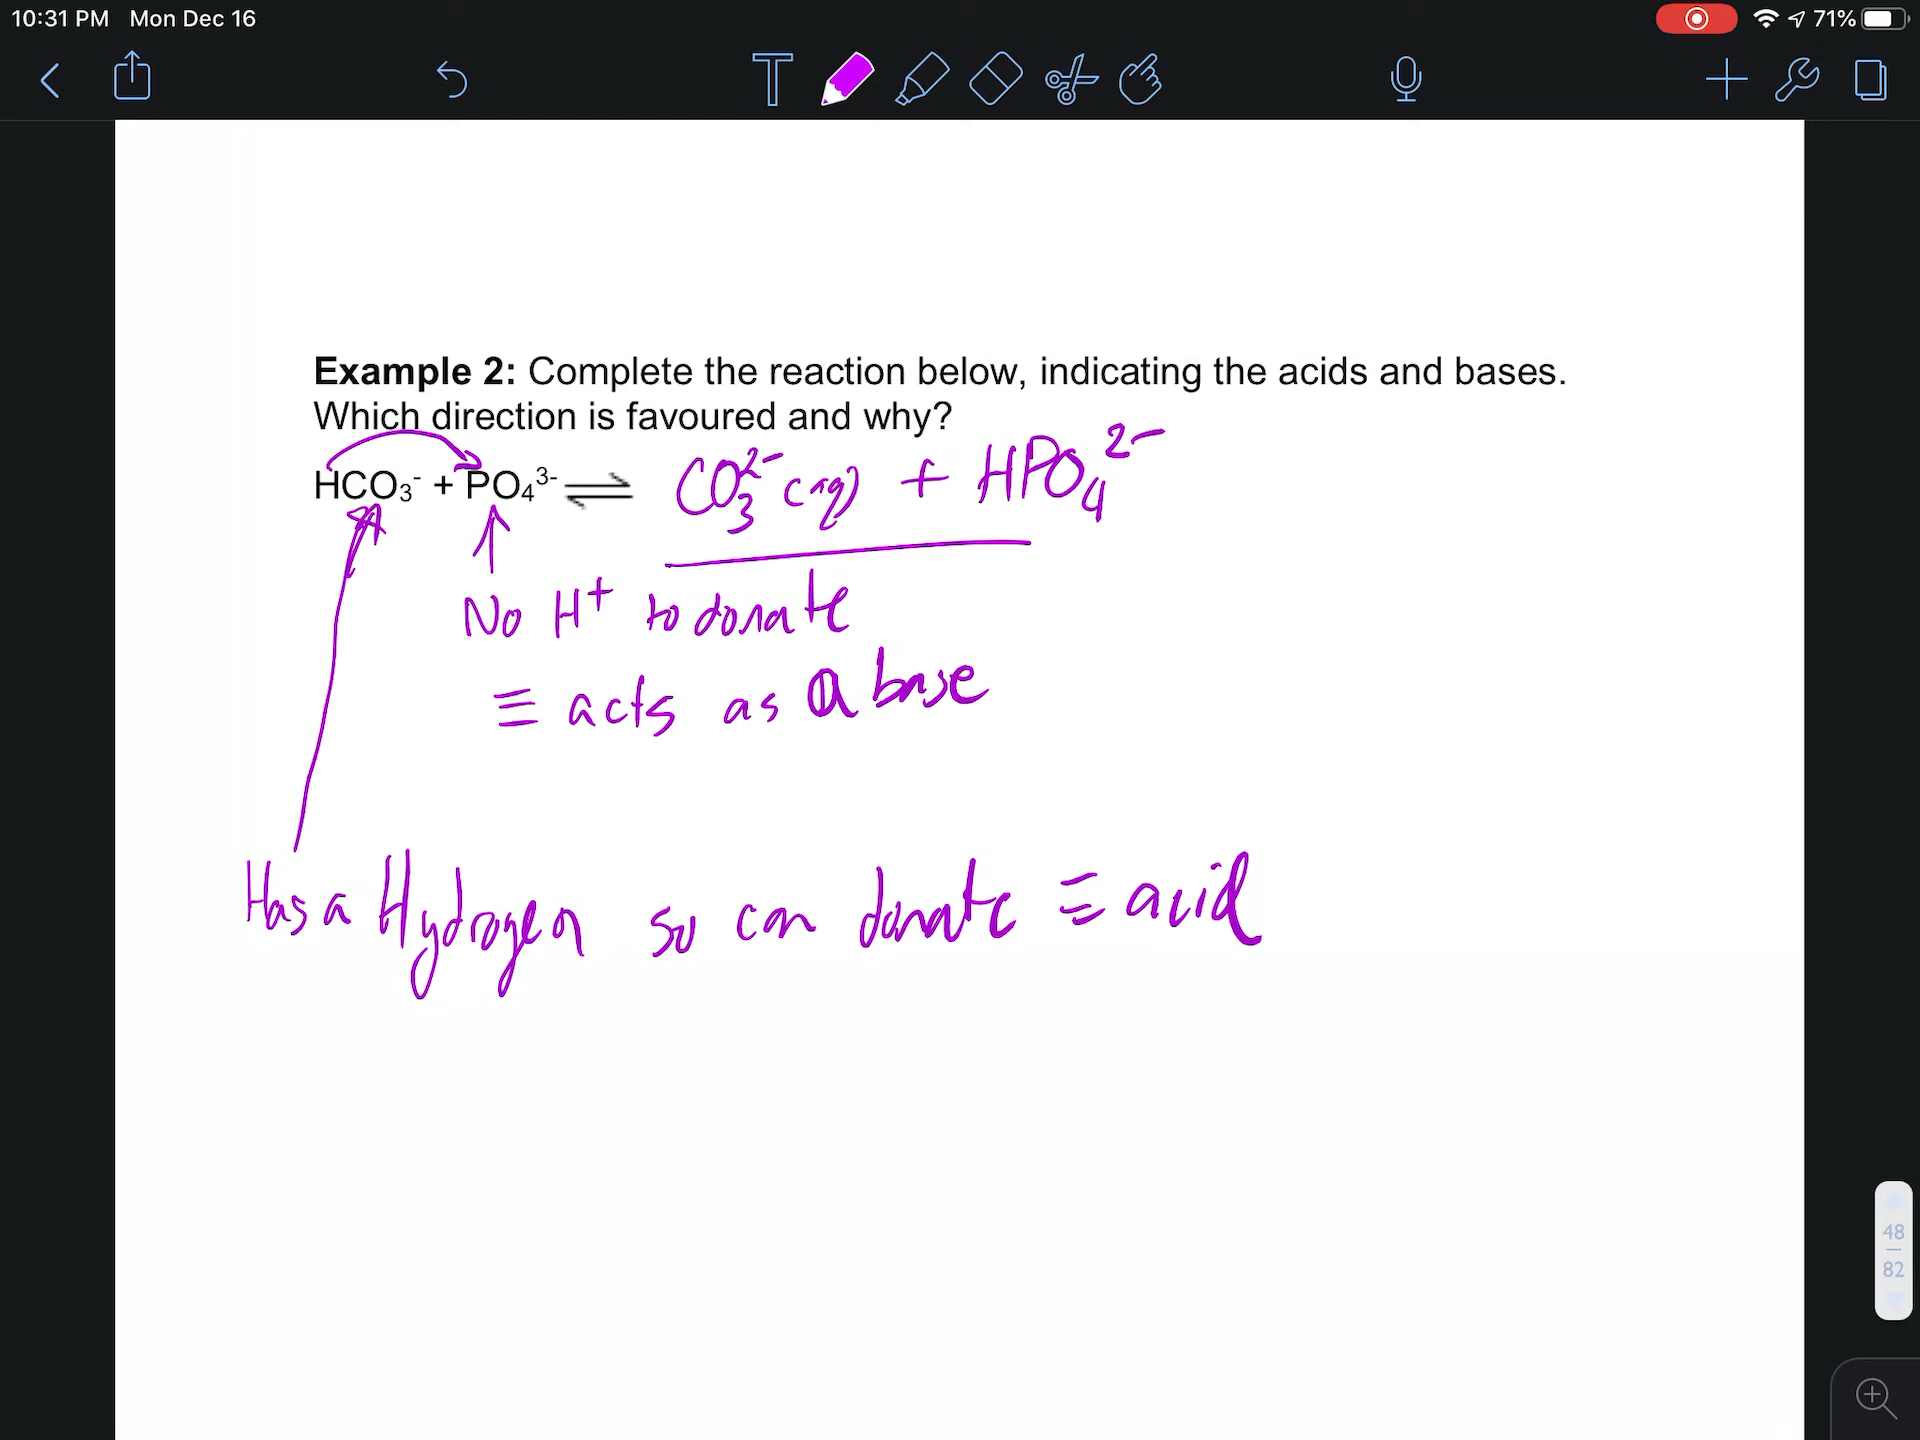 10:31 PM Mon Dec 16
71%
Example 2: Complete the reaction below, indicating the acids and bases.
Which direction is favoured and why?
HCO₃⁻ + PO₄³⁻ ⇌ CO₃²⁻ (aq) + HPO₄²⁻
No H⁺ to donate
≡ acts as a base
Has a Hydrogen so can donate ≡ acid
48
82